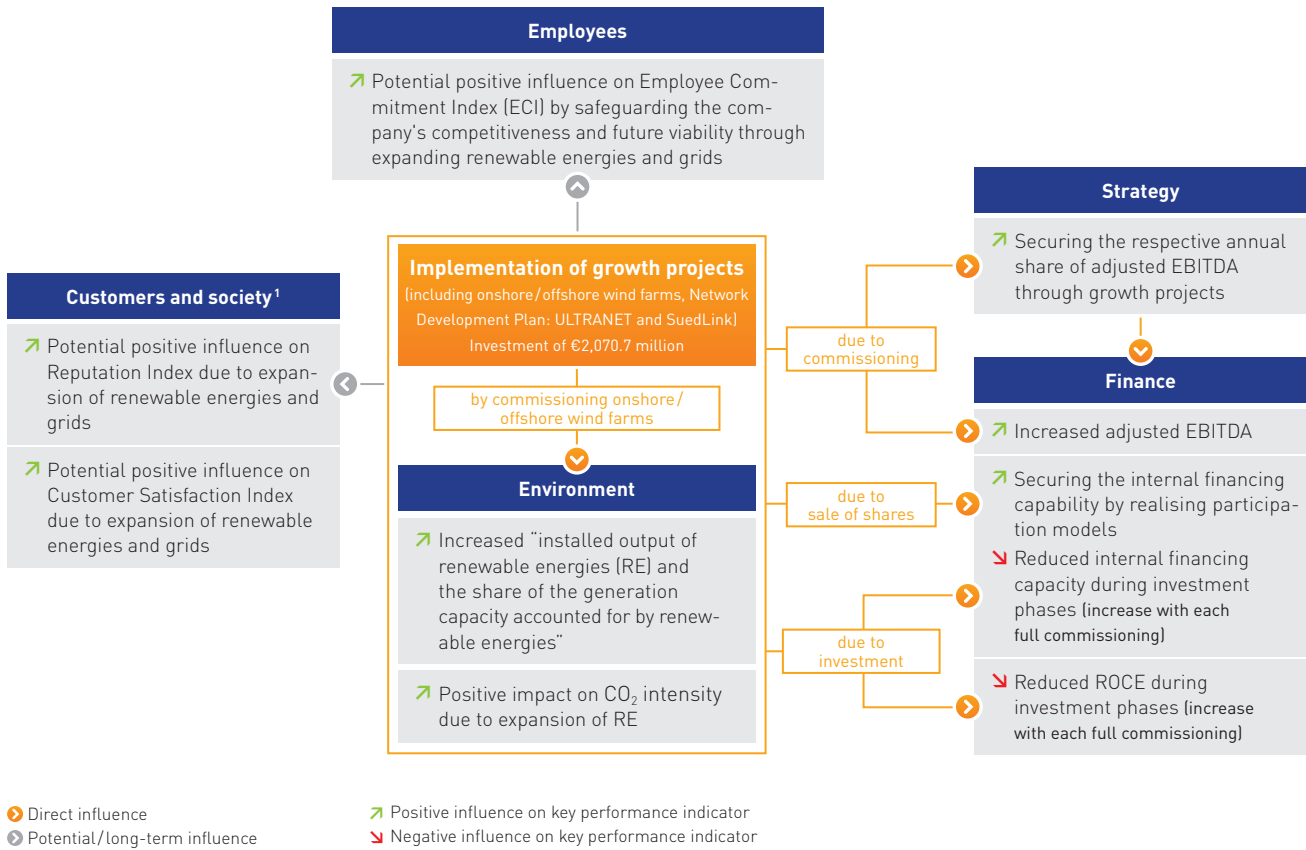 Employees
Potential positive influence on Employee Com-
mitment Index (ECI) by safeguarding the com-
pany's competitiveness and future viability through
expanding renewable energies and grids
Customers and society¹
Potential positive influence on
Reputation Index due to expan-
sion of renewable energies and
grids
Potential positive influence on
Customer Satisfaction Index
due to expansion of renewable
energies and grids
Implementation of growth projects
(including onshore/offshore wind farms, Network
Development Plan: ULTRANET and SuedLink)
Investment of €2,070.7 million
by commissioning onshore/
offshore wind farms
Environment
Increased “installed output of
renewable energies (RE) and
the share of the generation
capacity accounted for by renew-
able energies”
Positive impact on CO₂ intensity
due to expansion of RE
due to
commissioning
due to
sale of shares
due to
investment
Strategy
Securing the respective annual
share of adjusted EBITDA
through growth projects
Finance
Increased adjusted EBITDA
Securing the internal financing
capability by realising participa-
tion models
Reduced internal financing
capacity during investment
phases (increase with each
full commissioning)
Reduced ROCE during
investment phases (increase
with each full commissioning)
Direct influence
Potential/long-term influence
Positive influence on key performance indicator
Negative influence on key performance indicator